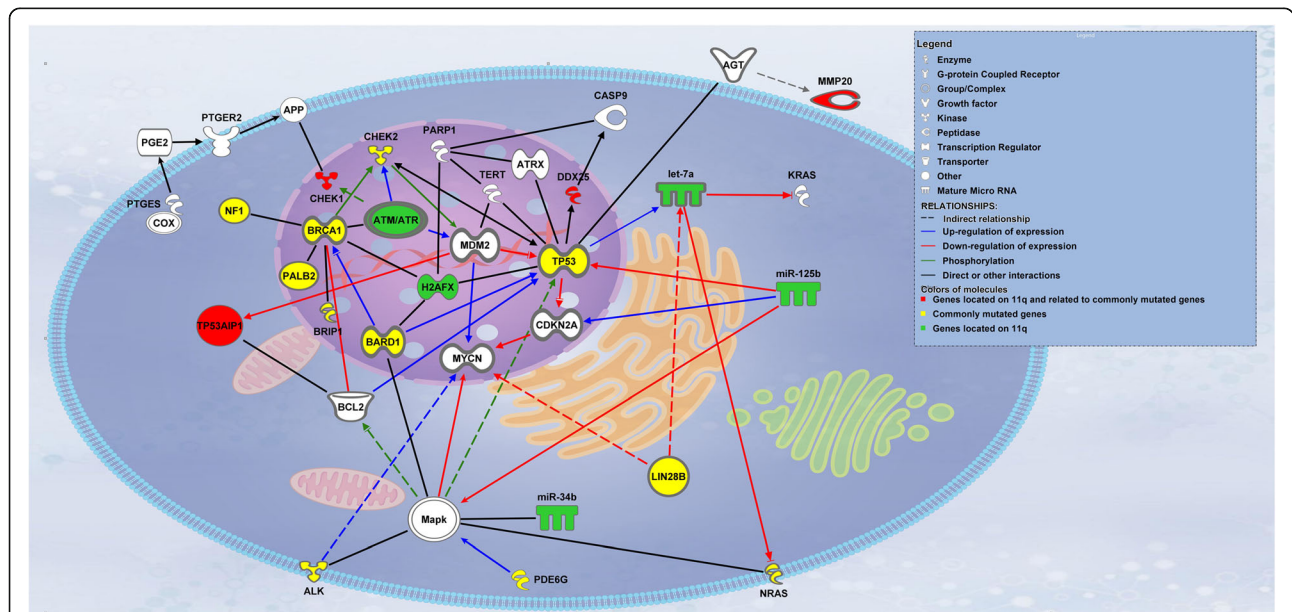 AGT
MMP20
CASP9
PTGER2
APP
CHEK2
PARP1
PGE2
ATRX
TERT
DDX25
let-7a
KRAS
CHEK1
PTGES
COX
NF1
ATM/ATR
BRCA1
MDM2
TP53
PALB2
H2AFX
miR-125b
TP53AIP1
BRIP1
CDKN2A
BARD1
MYCN
BCL2
LIN28B
miR-34b
Mapk
PDE6G
ALK
NRAS
Legend
Legend
Enzyme
G-protein Coupled Receptor
Group/Complex
Growth factor
Kinase
Peptidase
Transcription Regulator
Transporter
Other
Mature Micro RNA
RELATIONSHIPS:
Indirect relationship
Up-regulation of expression
Down-regulation of expression
Phosphorylation
Direct or other interactions
Colors of molecules
Genes located on 11q and related to commonly mutated genes
Commonly mutated genes
Genes located on 11q